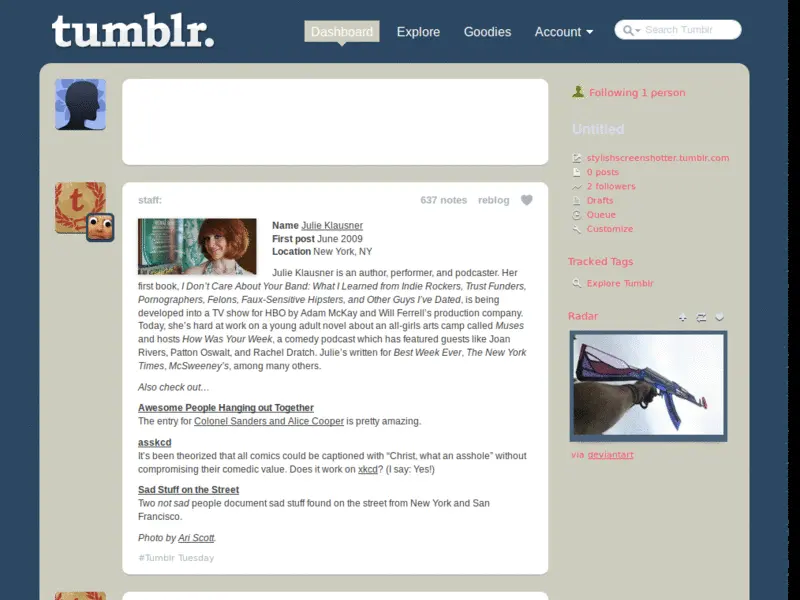 tumblr.
Dashboard
Explore
Goodies
Account
Search Tumblr
Following 1 person
Untitled
stylishscreenshotter.tumblr.com
0 posts
2 followers
Drafts
Queue
Customize
Tracked Tags
Explore Tumblr
Radar
via deviantart
staff:
637 notes
reblog
Name Julie Klausner
First post June 2009
Location New York, NY
Julie Klausner is an author, performer, and podcaster. Her
first book, I Don't Care About Your Band: What I Learned from Indie Rockers, Trust Funders,
Pornographers, Felons, Faux-Sensitive Hipsters, and Other Guys I've Dated, is being
developed into a TV show for HBO by Adam McKay and Will Ferrell's production company.
Today, she's hard at work on a young adult novel about an all-girls arts camp called Muses
and hosts How Was Your Week, a comedy podcast which has featured guests like Joan
Rivers, Patton Oswalt, and Rachel Dratch. Julie's written for Best Week Ever, The New York
Times, McSweeney's, among many others.
Also check out…
Awesome People Hanging out Together
The entry for Colonel Sanders and Alice Cooper is pretty amazing.
asskcd
It's been theorized that all comics could be captioned with “Christ, what an asshole” without
compromising their comedic value. Does it work on xkcd? (I say: Yes!)
Sad Stuff on the Street
Two not sad people document sad stuff found on the street from New York and San
Francisco.
Photo by Ari Scott.
#Tumblr Tuesday